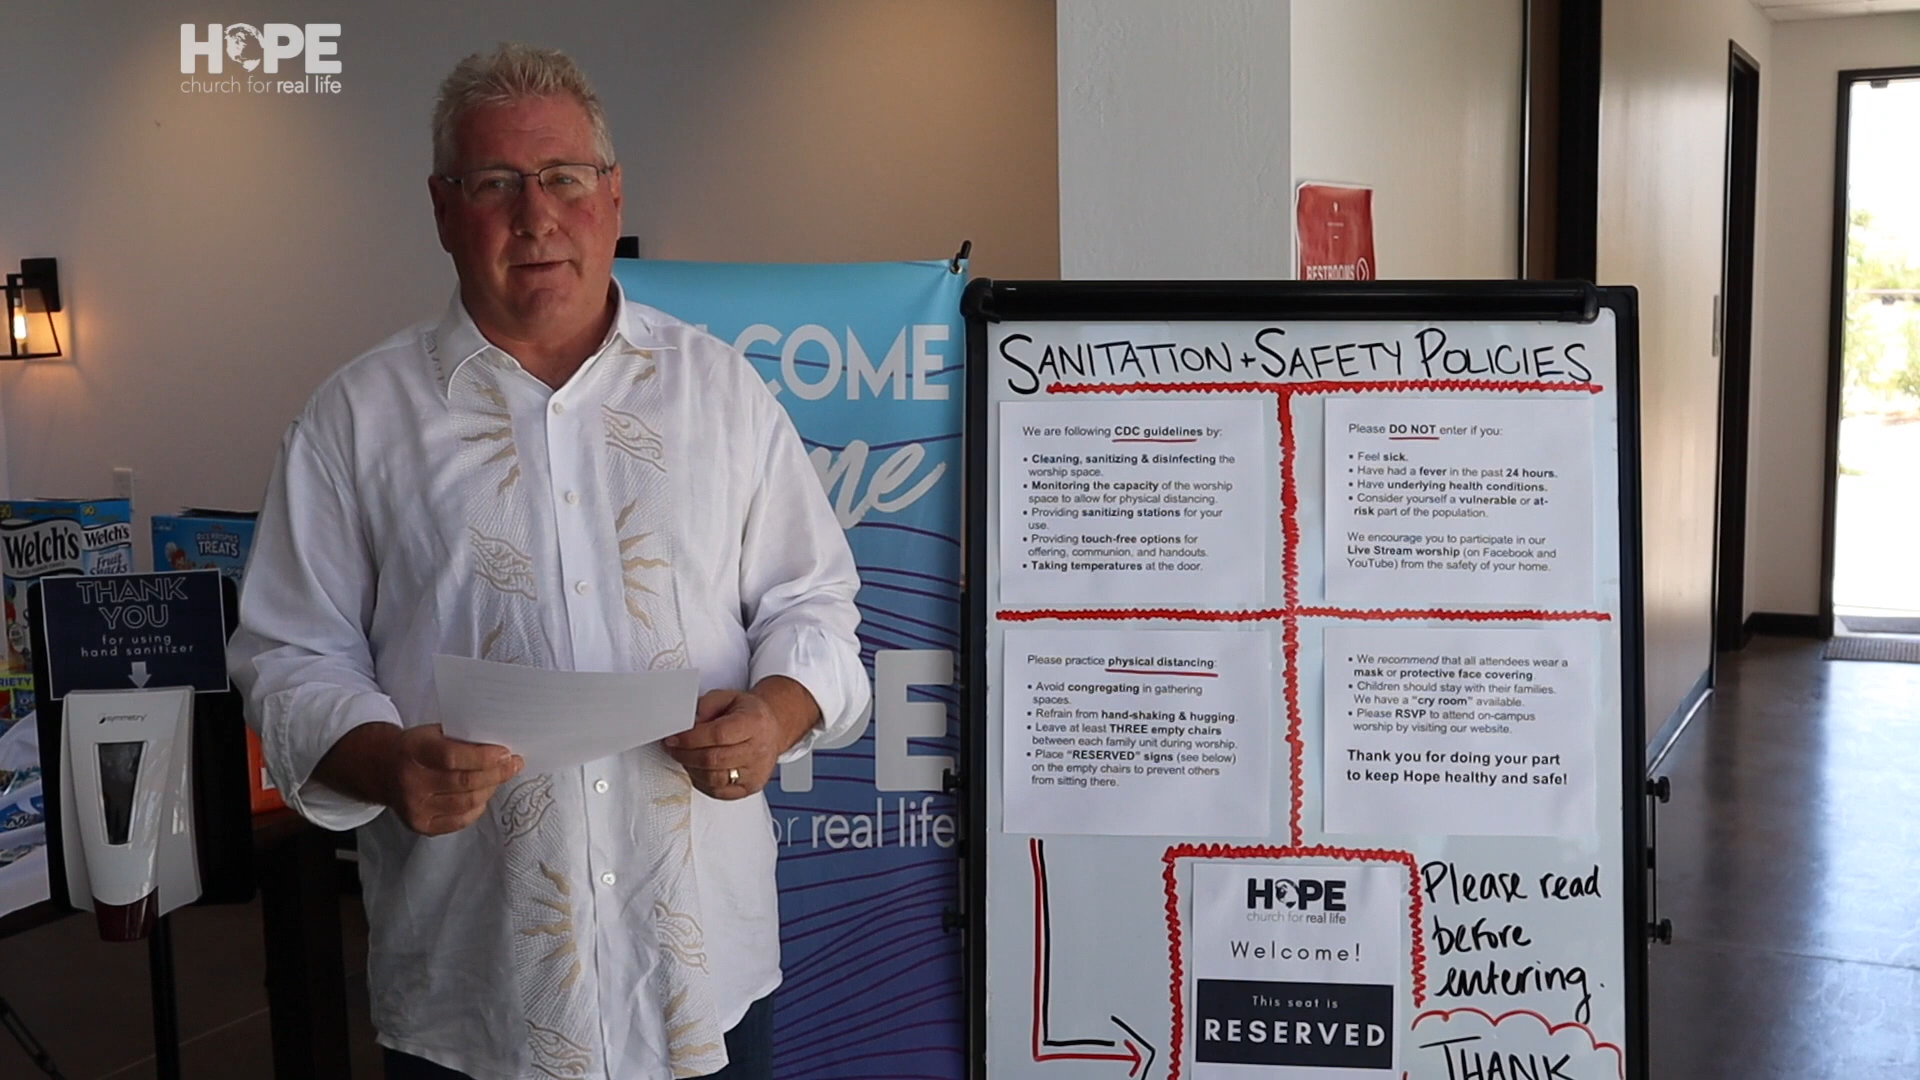 HOPE
church for real life
RESTROOMS
COME
me
PE
or real life
Welch's
Welch's
Fruit
Snacks
RICE KRISPIES
TREATS
THANK
YOU
for using
hand sanitizer
symmetry
SANITATION + SAFETY POLICIES
We are following CDC guidelines by:
• Cleaning, sanitizing & disinfecting the
worship space.
• Monitoring the capacity of the worship
space to allow for physical distancing.
• Providing sanitizing stations for your
use.
• Providing touch-free options for
offering, communion, and handouts.
• Taking temperatures at the door.
Please DO NOT enter if you:
• Feel sick.
• Have had a fever in the past 24 hours.
• Have underlying health conditions.
• Consider yourself a vulnerable or at-
risk part of the population.
We encourage you to participate in our
Live Stream worship (on Facebook and
YouTube) from the safety of your home.
Please practice physical distancing:
• Avoid congregating in gathering
spaces.
• Refrain from hand-shaking & hugging.
• Leave at least THREE empty chairs
between each family unit during worship.
• Place "RESERVED" signs (see below)
on the empty chairs to prevent others
from sitting there.
• We recommend that all attendees wear a
mask or protective face covering.
• Children should stay with their families.
We have a "cry room" available.
• Please RSVP to attend on-campus
worship by visiting our website.
Thank you for doing your part
to keep Hope healthy and safe!
HOPE
church for real life
Welcome!
This seat is
RESERVED
Please read
before
entering.
THANK